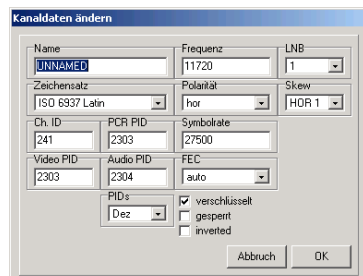 Kanaldaten ändern
Name Frequenz LNB
UNNAMED 11720 1
Zeichensatz Polarität Skew
ISO 6937 Latin hor HOR 1
Ch. ID PCR PID Symbolrate
241 2303 27500
Video PID Audio PID FEC
2303 2304 auto
PIDs
Dez
verschlüsselt
gesperrt
inverted
Abbruch OK